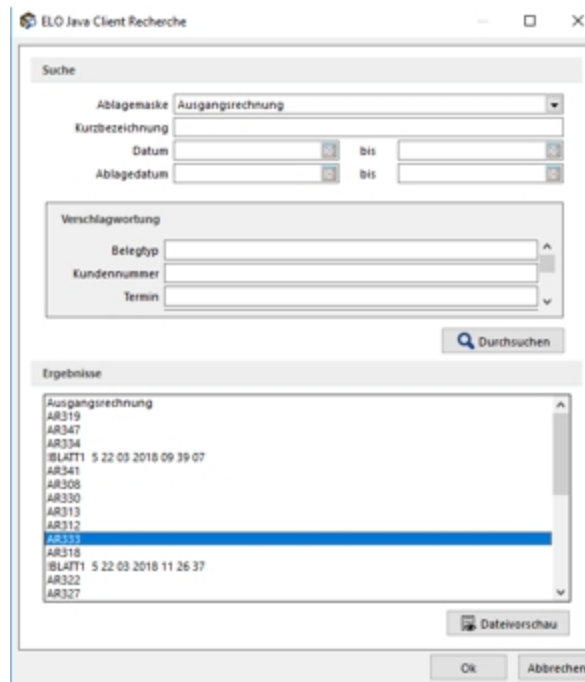 ELO Java Client Recherche
Suche
Ablagemaske Ausgangsrechnung
Kurzbezeichnung
Datum bis
Ablagedatum bis
Verschlagwortung
Belegtyp
Kundennummer
Termin
Durchsuchen
Ergebnisse
Ausgangsrechnung
AR319
AR347
AR334
!BLATT1 5 22 03 2018 09 39 07
AR341
AR308
AR330
AR313
AR312
AR333
AR318
!BLATT1 5 22 03 2018 11 26 37
AR322
AR327
Dateivorschau
Ok Abbrechen